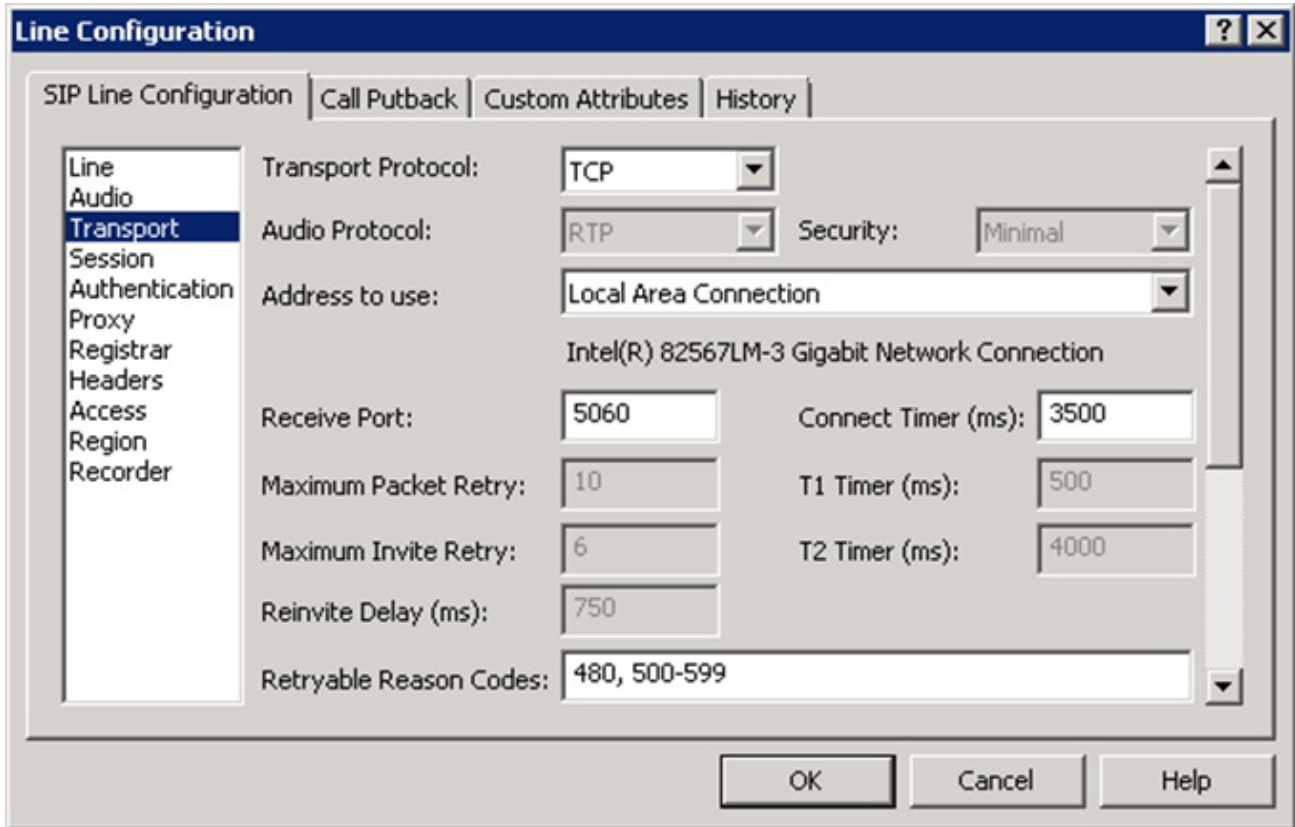 Line Configuration
SIP Line Configuration Call Putback Custom Attributes History
Line
Audio
Transport
Session
Authentication
Proxy
Registrar
Headers
Access
Region
Recorder
Transport Protocol: TCP
Audio Protocol: RTP Security: Minimal
Address to use: Local Area Connection
Intel(R) 82567LM-3 Gigabit Network Connection
Receive Port: 5060 Connect Timer (ms): 3500
Maximum Packet Retry: 10 T1 Timer (ms): 500
Maximum Invite Retry: 6 T2 Timer (ms): 4000
Reinvite Delay (ms): 750
Retryable Reason Codes: 480, 500-599
OK Cancel Help